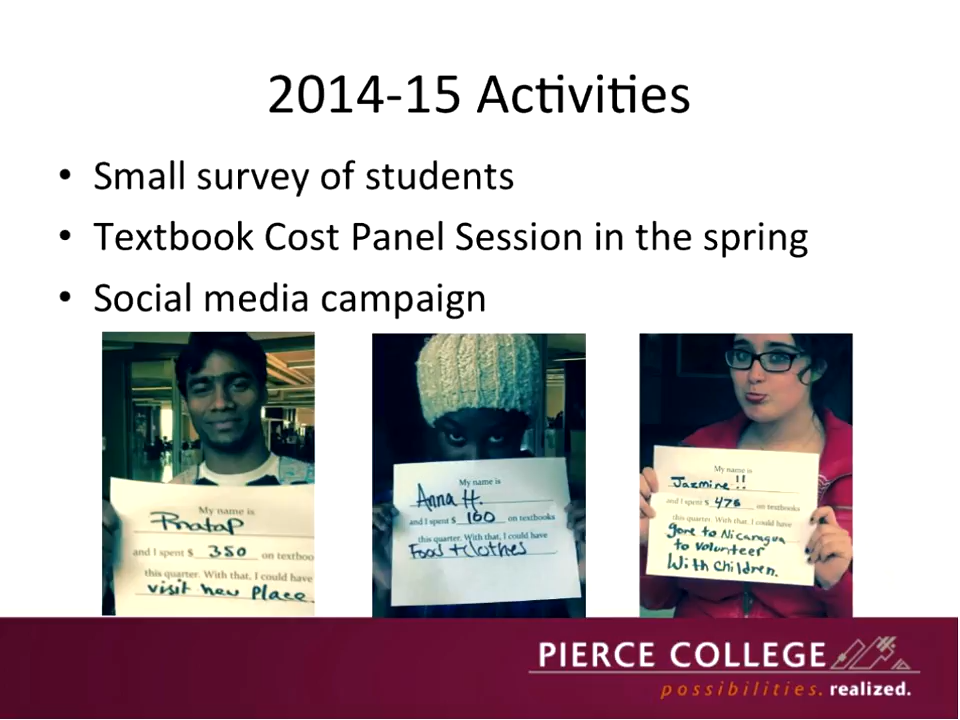 2014-15 Activities
• Small survey of students
• Textbook Cost Panel Session in the spring
• Social media campaign
My name is
Pratap
and I spent $ 350 on textboo
this quarter. With that, I could have
visit new place
My name is
Anna H.
and I spent $ 160 on textbooks
this quarter. With that, I could have
Food + clothes
My name is
Jazmine !!
and I spent $ 476 on textbooks
this quarter. With that, I could have
gone to Nicaragua
to volunteer
With children.
PIERCE COLLEGE
possibilities. realized.